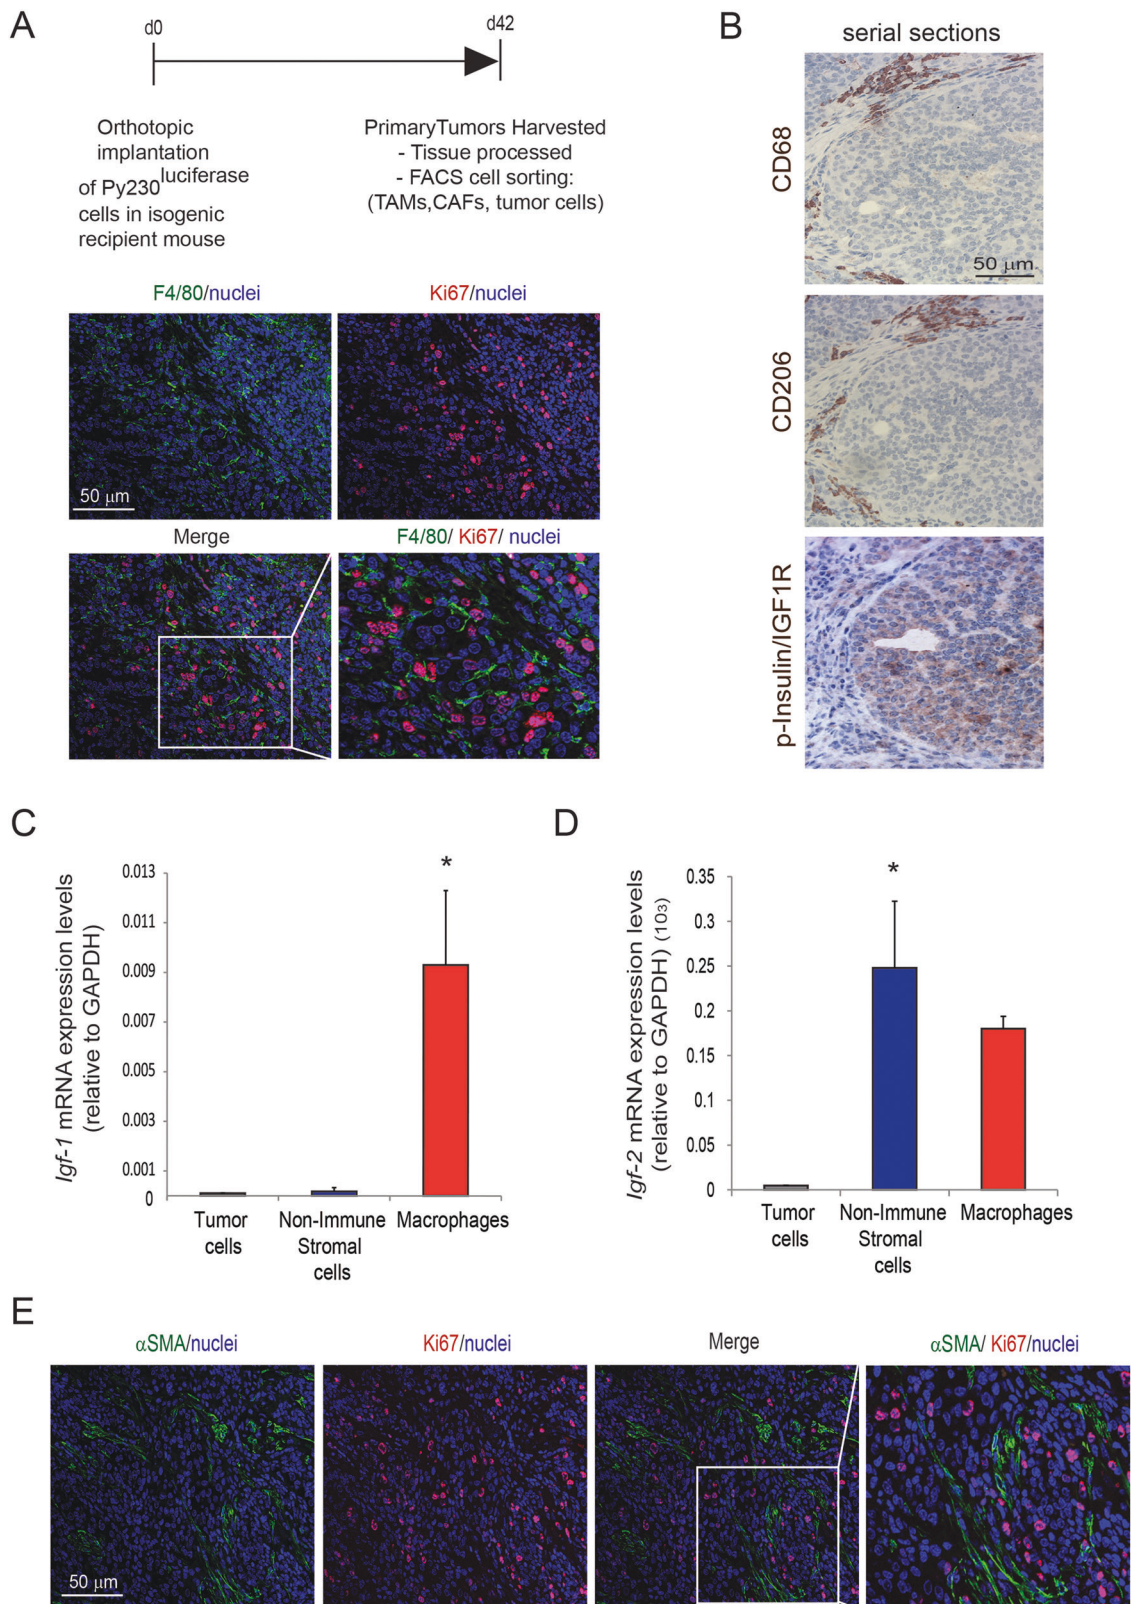 A
d0
d42
Orthotopic
implantation
of Py230luciferase
cells in isogenic
recipient mouse
PrimaryTumors Harvested
- Tissue processed
- FACS cell sorting:
(TAMs,CAFs, tumor cells)
F4/80/nuclei
Ki67/nuclei
50 μm
Merge
F4/80/ Ki67/ nuclei
B
serial sections
CD68
50 μm
CD206
p-Insulin/IGF1R
C
Igf-1 mRNA expression levels
(relative to GAPDH)
0.013
0.011
0.009
0.007
0.005
0.003
0.001
0
*
Tumor
cells
Non-Immune
Stromal
cells
Macrophages
D
Igf-2 mRNA expression levels
(relative to GAPDH) (103)
0.35
0.3
0.25
0.2
0.15
0.1
0.05
0
*
Tumor
cells
Non-Immune
Stromal
cells
Macrophages
E
αSMA/nuclei
Ki67/nuclei
Merge
αSMA/ Ki67/nuclei
50 μm